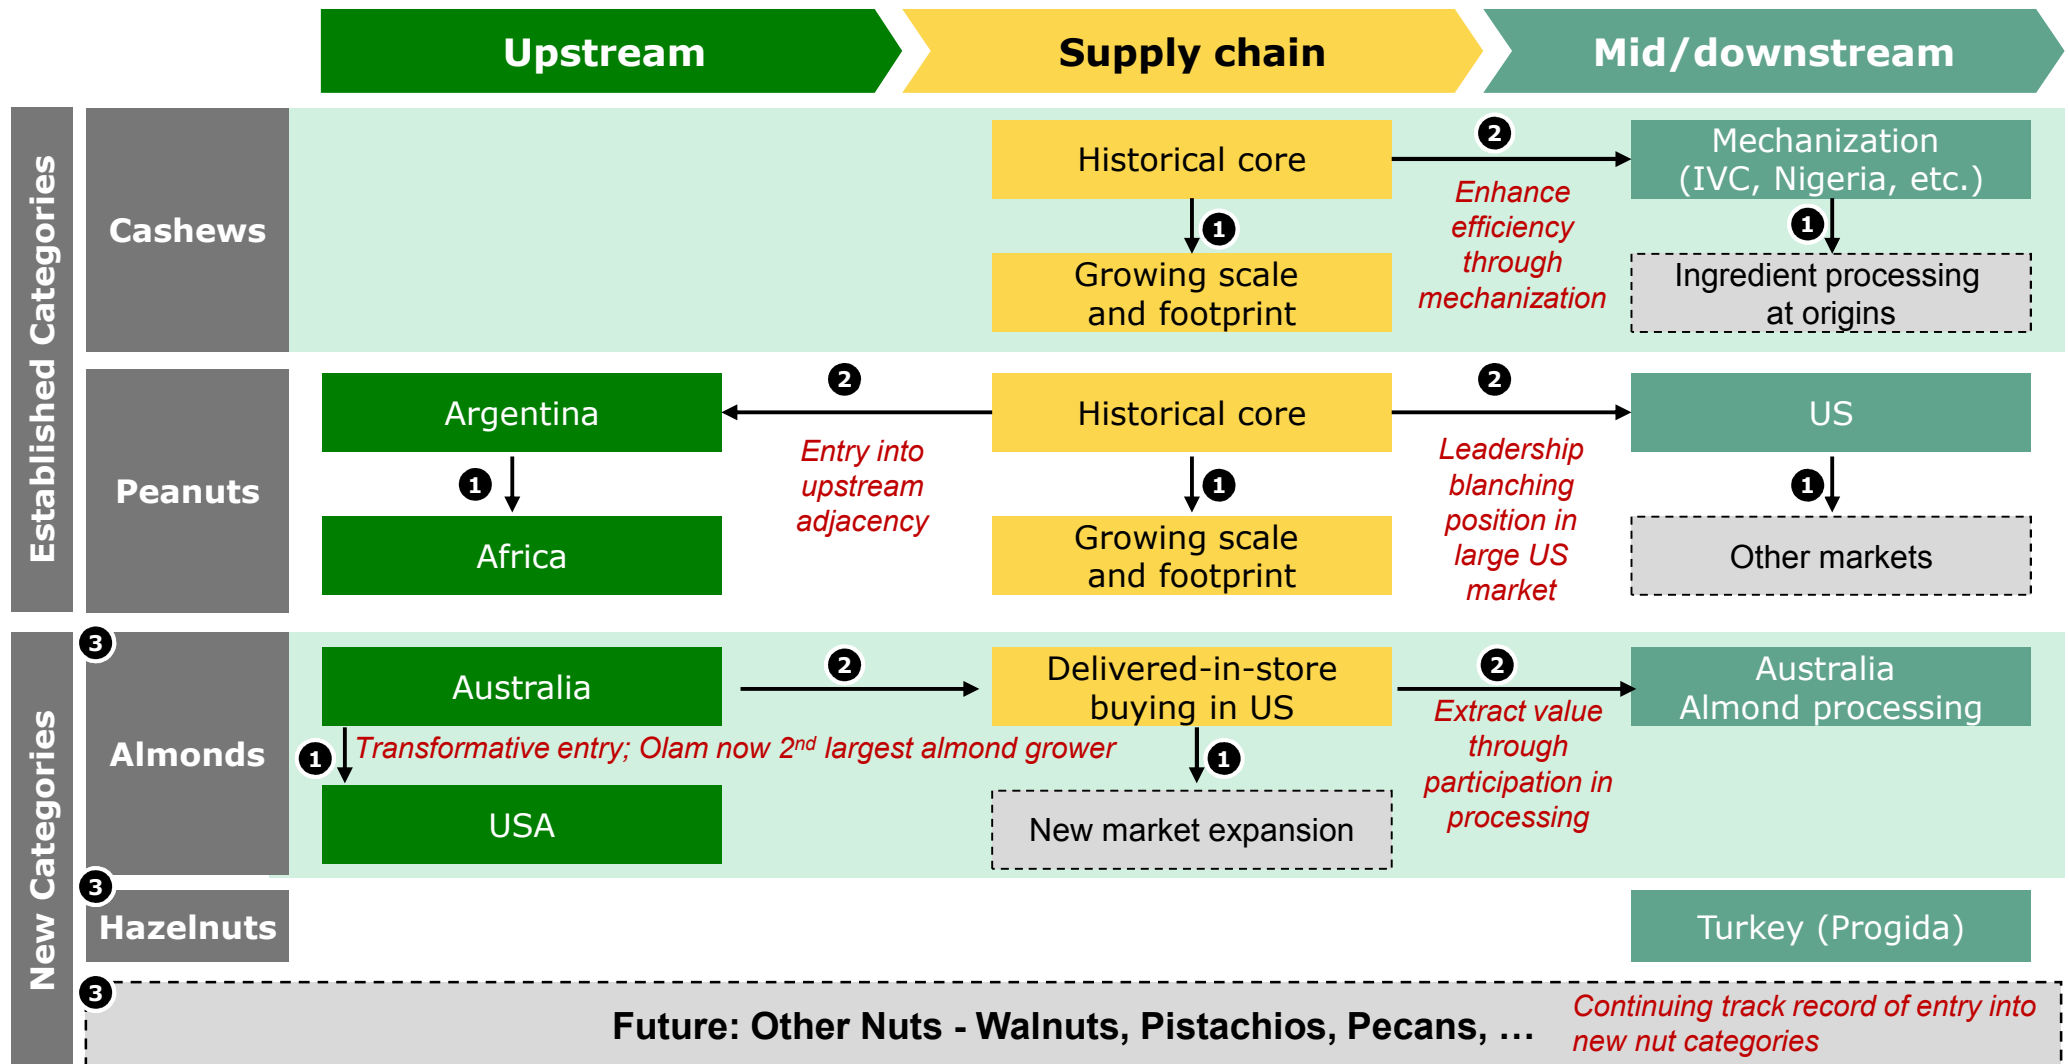 Upstream
Supply chain
Mid/downstream
Established Categories
Cashews
Historical core
2
Mechanization
(IVC, Nigeria, etc.)
Enhance
efficiency
through
mechanization
1
1
Growing scale
and footprint
Ingredient processing
at origins
Peanuts
Argentina
2
Historical core
2
US
Entry into
upstream
adjacency
Leadership
blanching
position in
large US
market
1
1
1
Africa
Growing scale
and footprint
Other markets
New Categories
3
Almonds
Australia
2
Delivered-in-store
buying in US
2
Australia
Almond processing
1
Transformative entry; Olam now 2nd largest almond grower
1
Extract value
through
participation in
processing
USA
New market expansion
3
Hazelnuts
Turkey (Progida)
3
Future: Other Nuts - Walnuts, Pistachios, Pecans, ...
Continuing track record of entry into
new nut categories